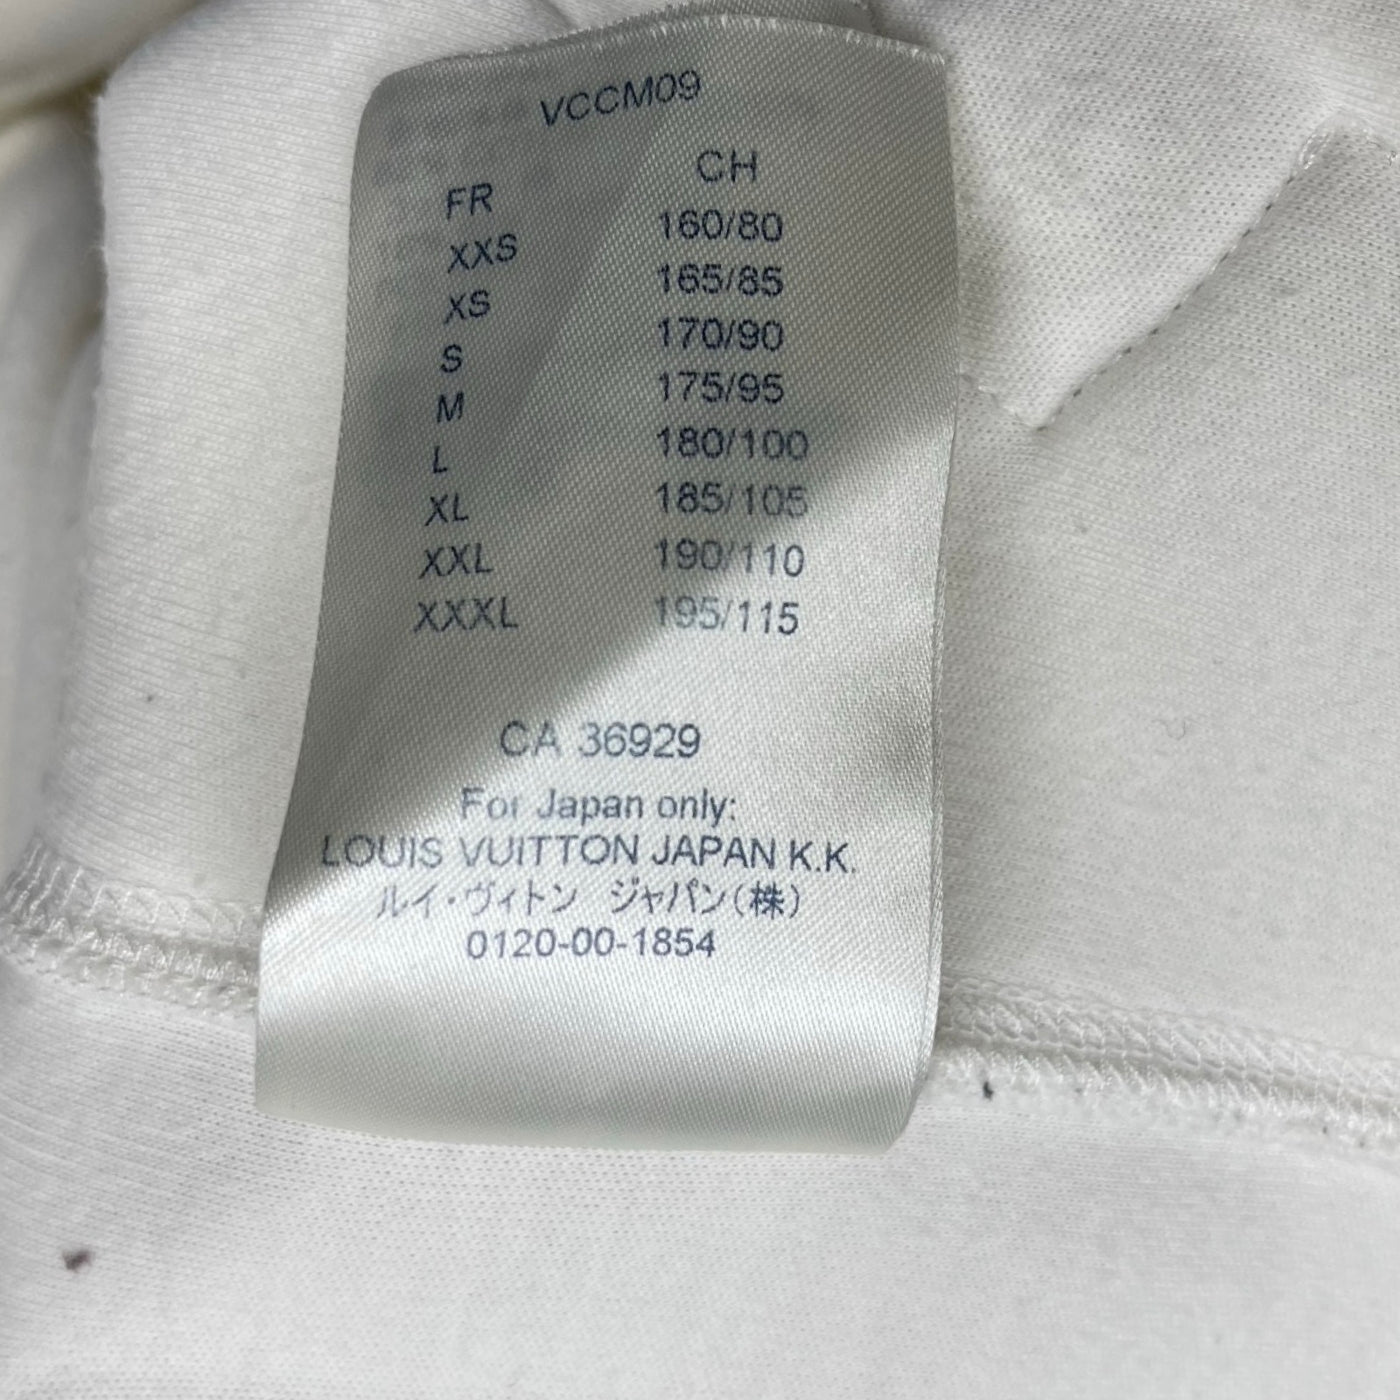 VCCM09
FR CH
XXS 160/80
XS 165/85
S 170/90
M 175/95
L 180/100
XL 185/105
XXL 190/110
XXXL 195/115
CA 36929
For Japan only:
LOUIS VUITTON JAPAN K.K.
ルイ・ヴィトン ジャパン(株)
0120-00-1854